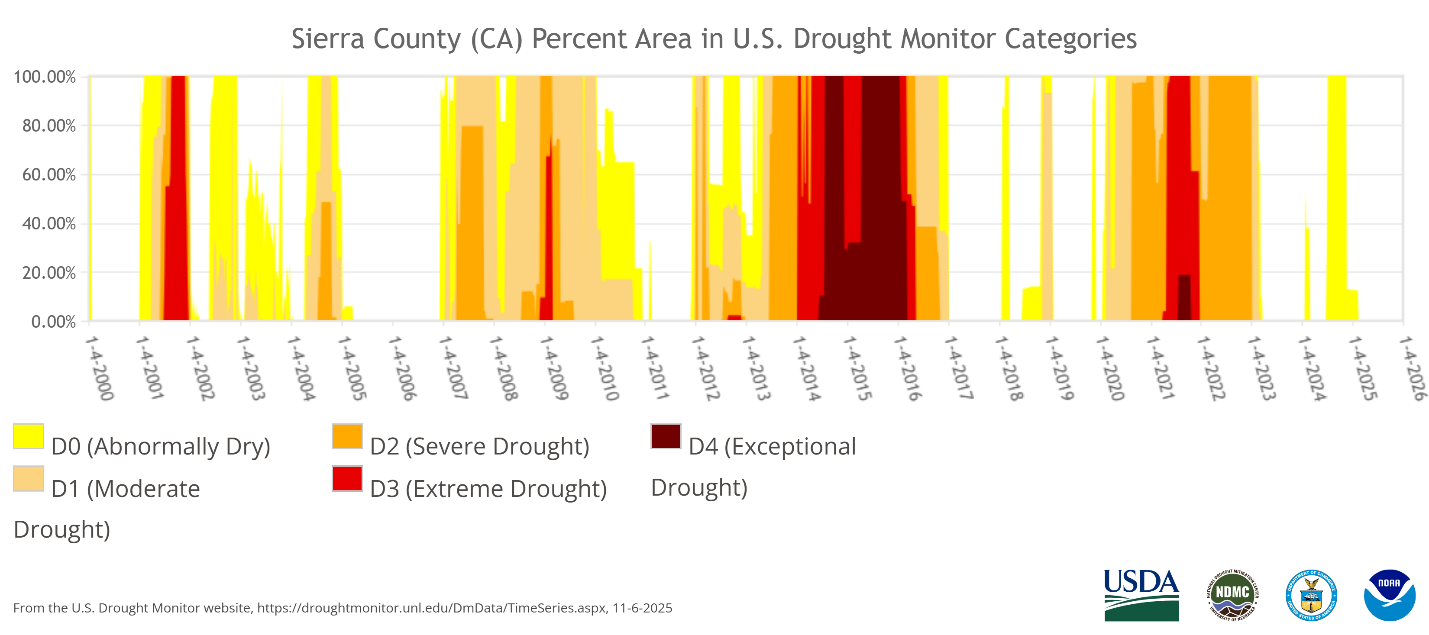 Sierra County (CA) Percent Area in U.S. Drought Monitor Categories
100.00%
80.00%
60.00%
40.00%
20.00%
0.00%
1-4-2000 1-4-2001 1-4-2002 1-4-2003 1-4-2004 1-4-2005 1-4-2006 1-4-2007 1-4-2008 1-4-2009 1-4-2010 1-4-2011 1-4-2012 1-4-2013 1-4-2014 1-4-2015 1-4-2016 1-4-2017 1-4-2018 1-4-2019 1-4-2020 1-4-2021 1-4-2022 1-4-2023 1-4-2024 1-4-2025 1-4-2026
D0 (Abnormally Dry) D2 (Severe Drought) D4 (Exceptional
D1 (Moderate D3 (Extreme Drought) Drought)
Drought)
USDA NDMC NOAA
From the U.S. Drought Monitor website, https://droughtmonitor.unl.edu/DmData/TimeSeries.aspx, 11-6-2025